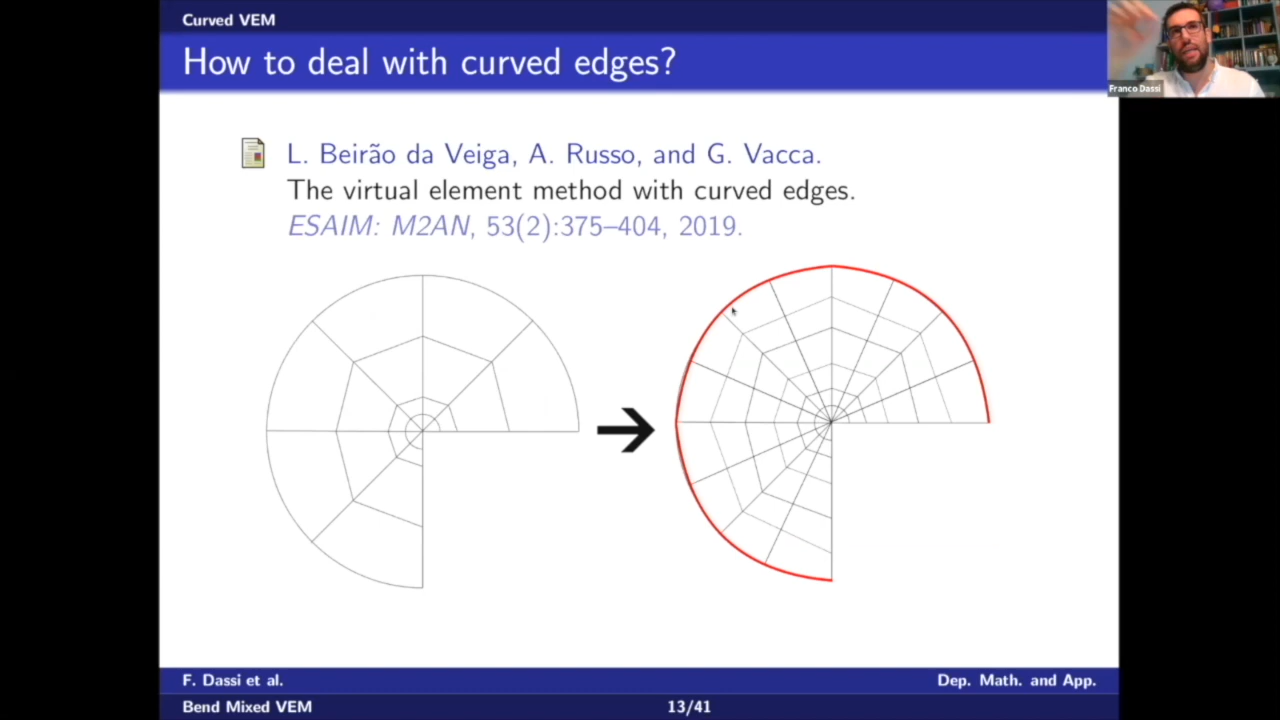 Curved VEM
How to deal with curved edges?
Franco Dassi
L. Beirão da Veiga, A. Russo, and G. Vacca.
The virtual element method with curved edges.
ESAIM: M2AN, 53(2):375–404, 2019.
F. Dassi et al.
Dep. Math. and App.
Bend Mixed VEM
13/41